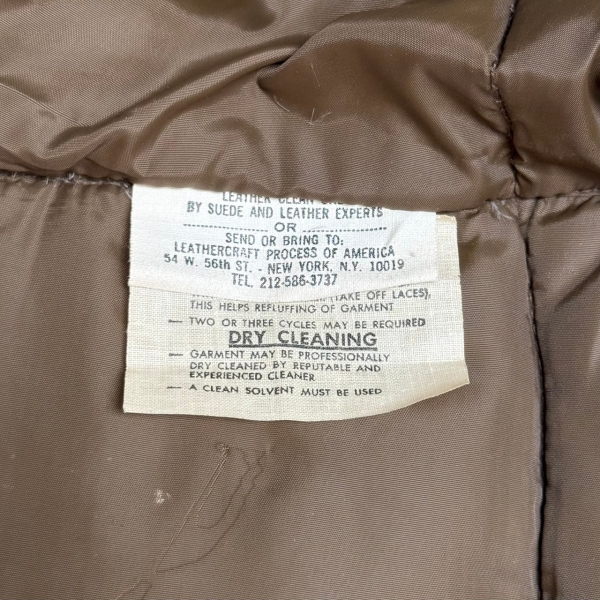 LEATHER CLEAN
BY SUEDE AND LEATHER EXPERTS
OR
SEND OR BRING TO:
LEATHERCRAFT PROCESS OF AMERICA
54 W. 56th ST. - NEW YORK, N.Y. 10019
TEL. 212-586-3737
(TAKE OFF LACES),
THIS HELPS REFLUFFING OF GARMENT
— TWO OR THREE CYCLES MAY BE REQUIRED
DRY CLEANING
— GARMENT MAY BE PROFESSIONALLY
DRY CLEANED BY REPUTABLE AND
EXPERIENCED CLEANER
— A CLEAN SOLVENT MUST BE USED